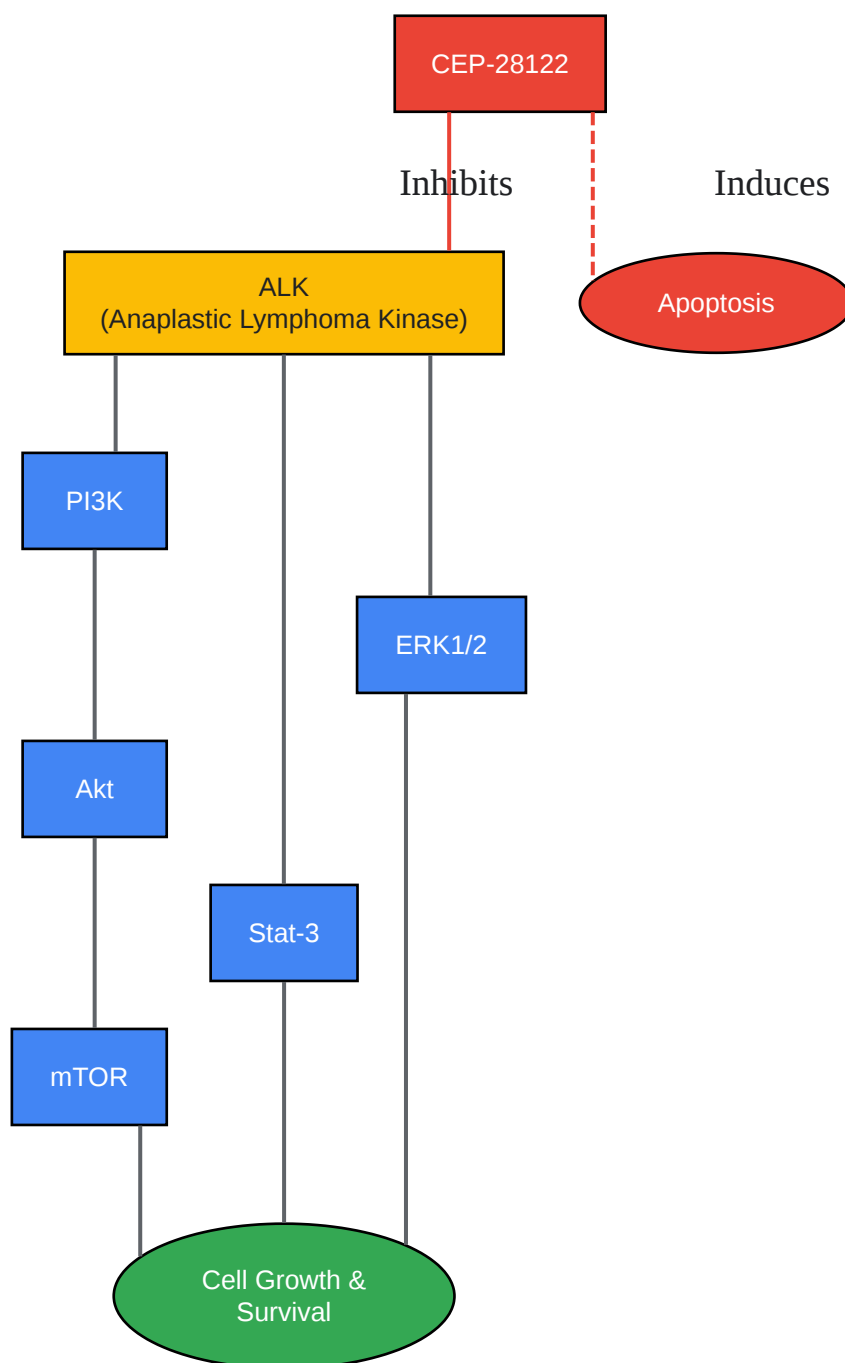 CEP-28122
Inhibits
Induces
ALK
(Anaplastic Lymphoma Kinase)
Apoptosis
PI3K
ERK1/2
Akt
Stat-3
mTOR
Cell Growth &
Survival